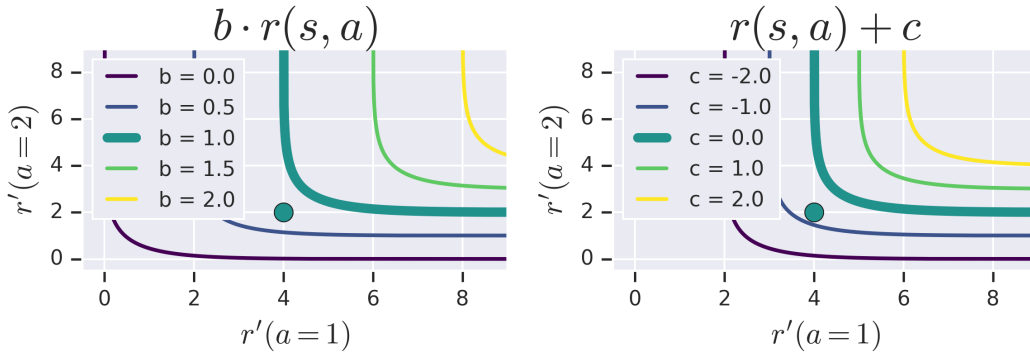 b · r(s, a)
8
6
4
2
0
r′(a = 2)
b = 0.0
b = 0.5
b = 1.0
b = 1.5
b = 2.0
0 2 4 6 8
r′(a = 1)
r(s, a) + c
8
6
4
2
0
r′(a = 2)
c = -2.0
c = -1.0
c = 0.0
c = 1.0
c = 2.0
0 2 4 6 8
r′(a = 1)